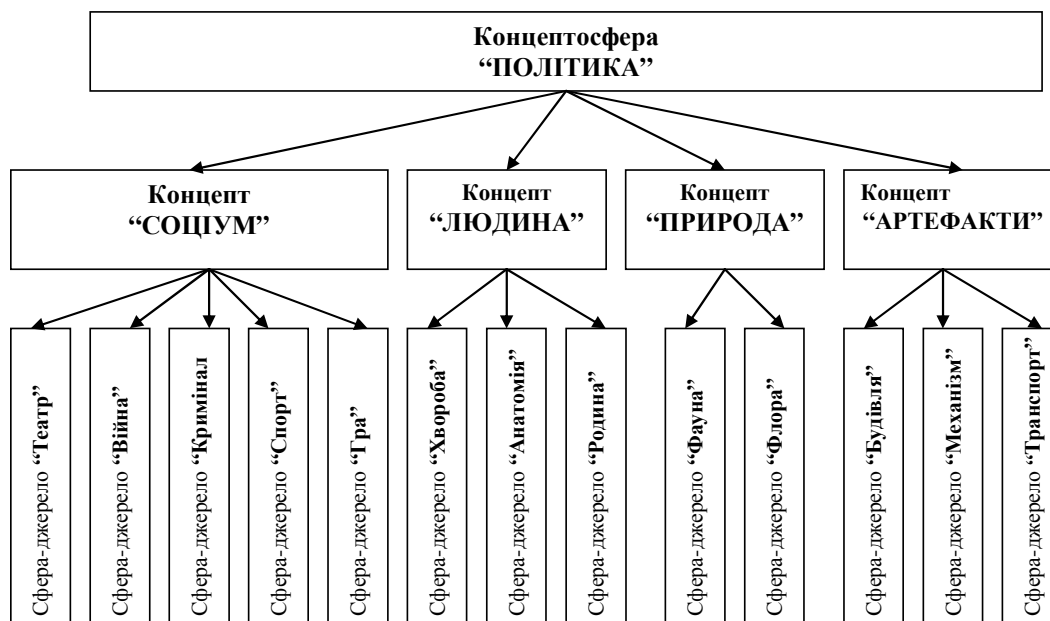 Концептосфера
“ПОЛІТИКА”
Концепт
“СОЦІУМ”
Концепт
“ЛЮДИНА”
Концепт
“ПРИРОДА”
Концепт
“АРТЕФАКТИ”
Сфера-джерело “Театр”
Сфера-джерело “Війна”
Сфера-джерело “Кримінал
Сфера-джерело “Спорт”
Сфера-джерело “Гра”
Сфера-джерело “Хвороба”
Сфера-джерело “Анатомія”
Сфера-джерело “Родина”
Сфера-джерело “Фауна”
Сфера-джерело “Флора”
Сфера-джерело “Будівля”
Сфера-джерело “Механізм”
Сфера-джерело “Транспорт”